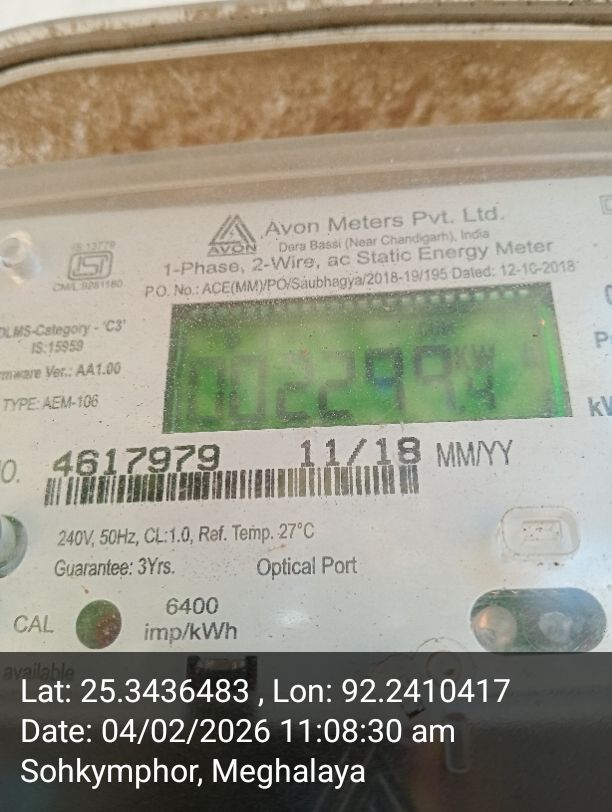 AVON
Avon Meters Pvt. Ltd.
Dera Bassi (Near Chandigarh), India
1-Phase, 2-Wire, ac Static Energy Meter
P.O. No.: ACE(MM)/PO/Saubhagya/2018-19/195 Dated: 12-10-2018
IS 13779
CM/L 9281160
DLMS-Category - 'C3'
IS:15959
Ver.: AA1.00
TYPE: AEM-106
4617979 11/18 MM/YY
240V, 50Hz, CL:1.0, Ref. Temp. 27°C
Guarantee: 3Yrs. Optical Port
CAL
6400
imp/kWh
available
Lat: 25.3436483 , Lon: 92.2410417
Date: 04/02/2026 11:08:30 am
Sohkymphor, Meghalaya